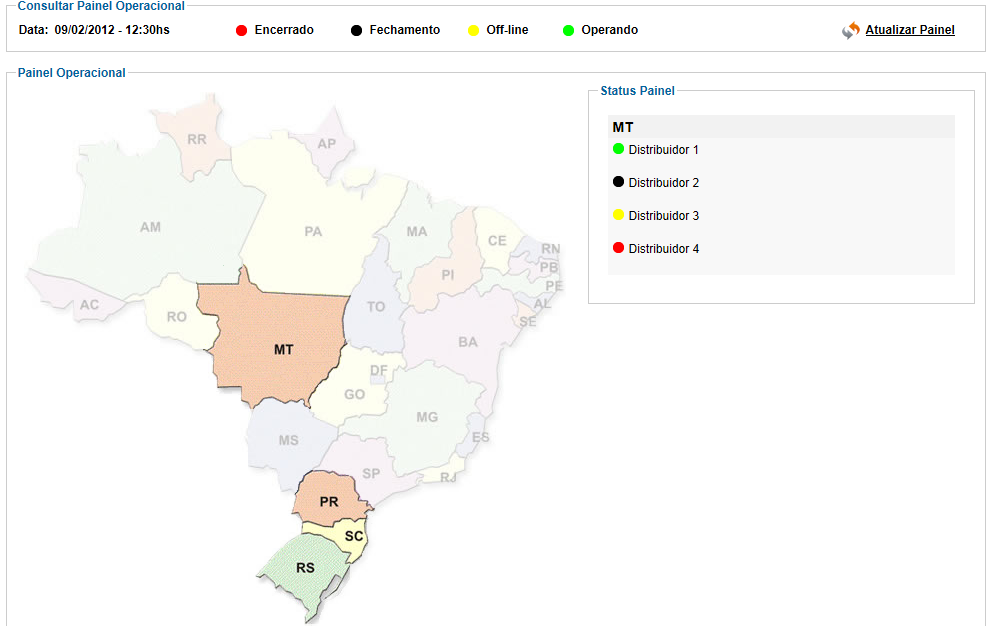 Consultar Painel Operacional
Data: 09/02/2012 - 12:30hs
Encerrado
Fechamento
Off-line
Operando
Atualizar Painel
Painel Operacional
Status Painel
MT
Distribuidor 1
Distribuidor 2
Distribuidor 3
Distribuidor 4
RR
AP
AM
PA
MA
CE
RN
PB
PE
PI
AL
SE
AC
RO
TO
BA
MT
DF
GO
MG
MS
ES
SP
RJ
PR
SC
RS